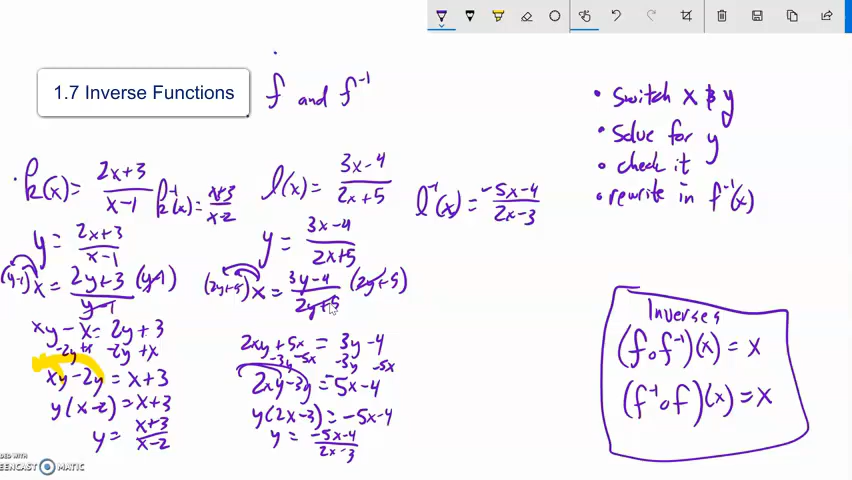 1.7 Inverse Functions
f and f⁻¹
• switch x & y
• solve for y
• check it
• rewrite in f⁻¹(x)
k(x) = (2x+3)/(x-1)
k⁻¹(x) = (x+3)/(x-2)
y = (2x+3)/(x-1)
(y-1) x = (2y+3)/(y-1) (y-1)
xy - x = 2y + 3
-2y +x -2y +x
xy - 2y = x + 3
y(x-2) = x+3
y = (x+3)/(x-2)
l(x) = (3x-4)/(2x+5)
l⁻¹(x) = (-5x-4)/(2x-3)
y = (3x-4)/(2x+5)
(2y+5) x = (3y-4)/(2y+5) (2y+5)
2xy + 5x = 3y - 4
-3y -5x -3y -5x
2xy - 3y = -5x - 4
y(2x-3) = -5x-4
y = (-5x-4)/(2x-3)
Inverses
(f∘f⁻¹)(x) = x
(f⁻¹∘f)(x) = x
SCREENCAST MATIC